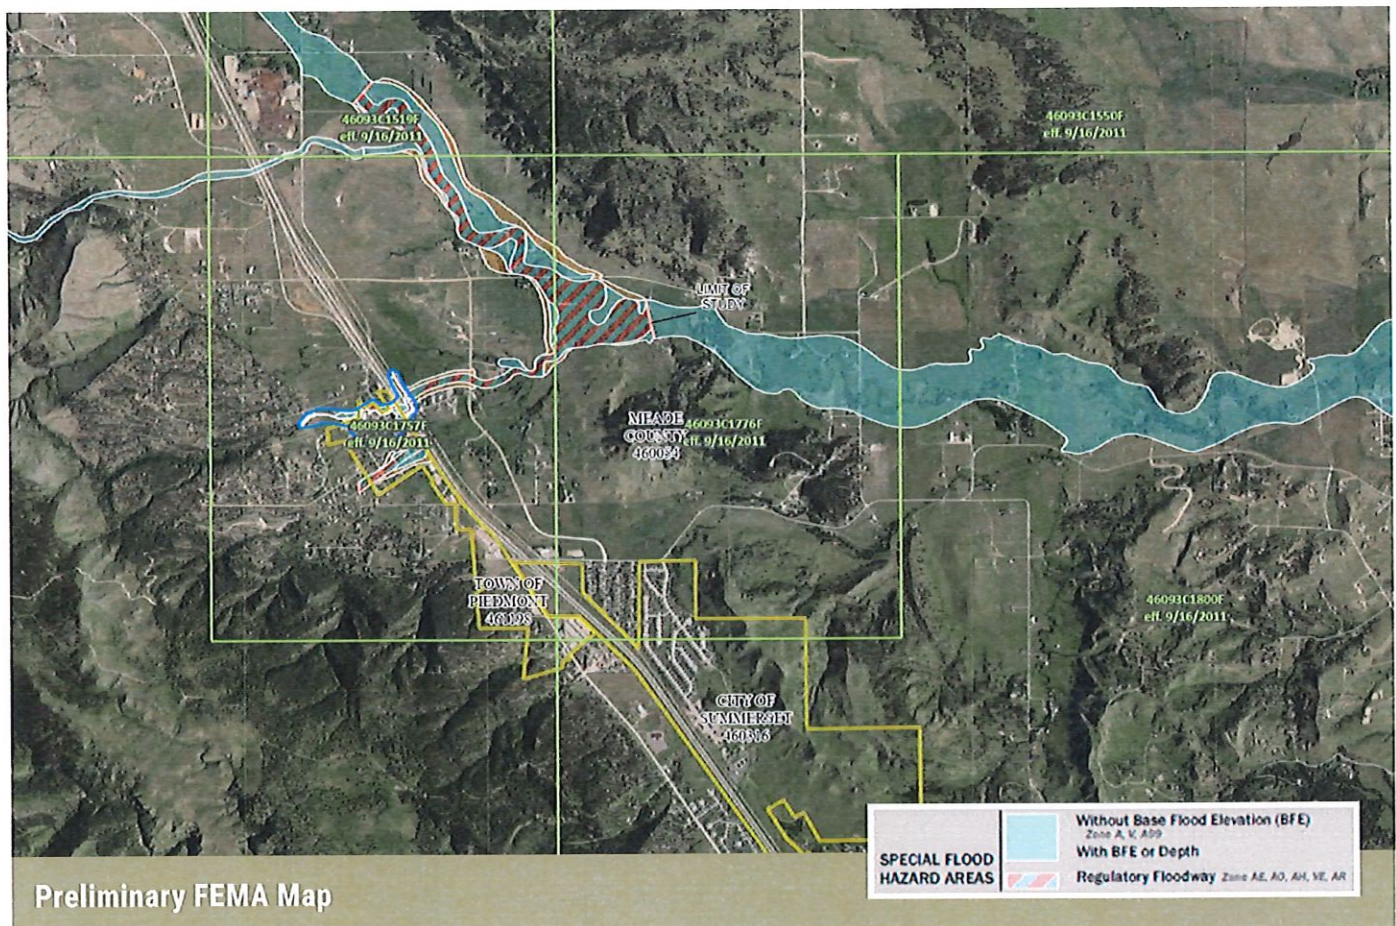 46093C1519F
eff. 9/16/2011
46093C1550F
eff. 9/16/2011
LIMIT OF
STUDY
MEADE
COUNTY
460054
46093C1776F
eff. 9/16/2011
46093C1757F
eff. 9/16/2011
TOWN OF
PIEDMONT
461198
46093C1800F
eff. 9/16/2011
CITY OF
SUMMERSET
460316
SPECIAL FLOOD
HAZARD AREAS
Without Base Flood Elevation (BFE)
Zone A, V, A99
With BFE or Depth
Regulatory Floodway Zone AE, AO, AH, VE, AR
Preliminary FEMA Map